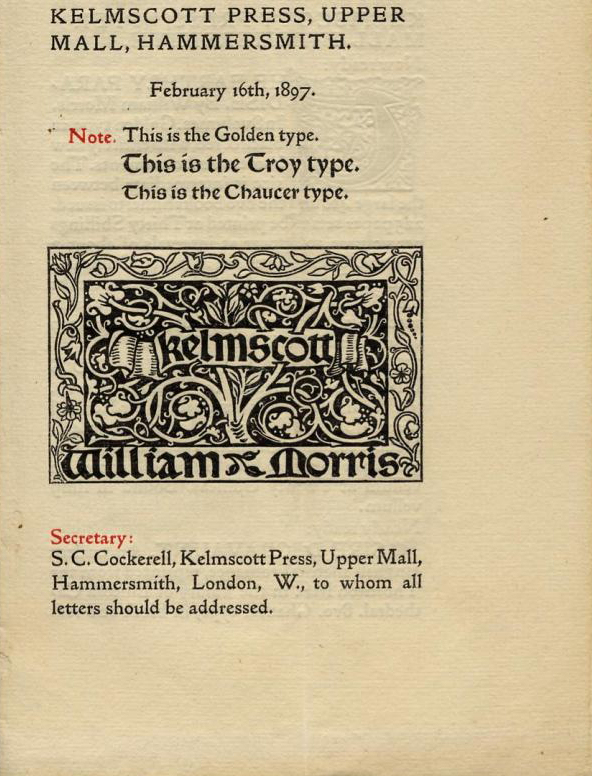 KELMSCOTT PRESS, UPPER
MALL, HAMMERSMITH.
February 16th, 1897.
Note. This is the Golden type.
This is the Troy type.
This is the Chaucer type.
kelmscott
William Morris
Secretary:
S. C. Cockerell, Kelmscott Press, Upper Mall,
Hammersmith, London, W., to whom all
letters should be addressed.